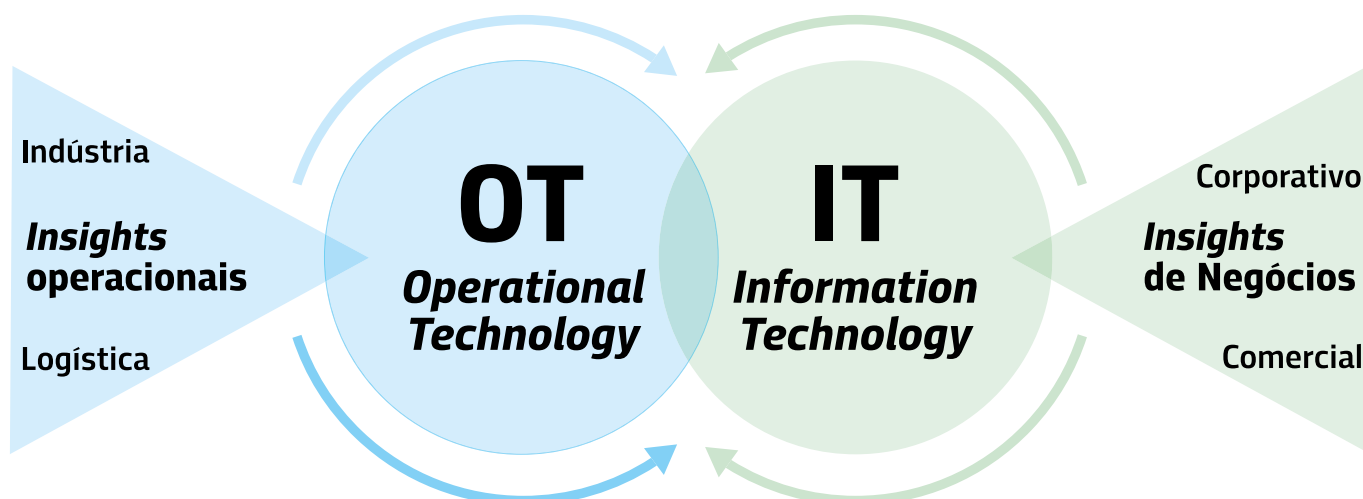 Indústria
Insights
operacionais
Logística
OT
Operational
Technology
IT
Information
Technology
Corporativo
Insights
de Negócios
Comercial